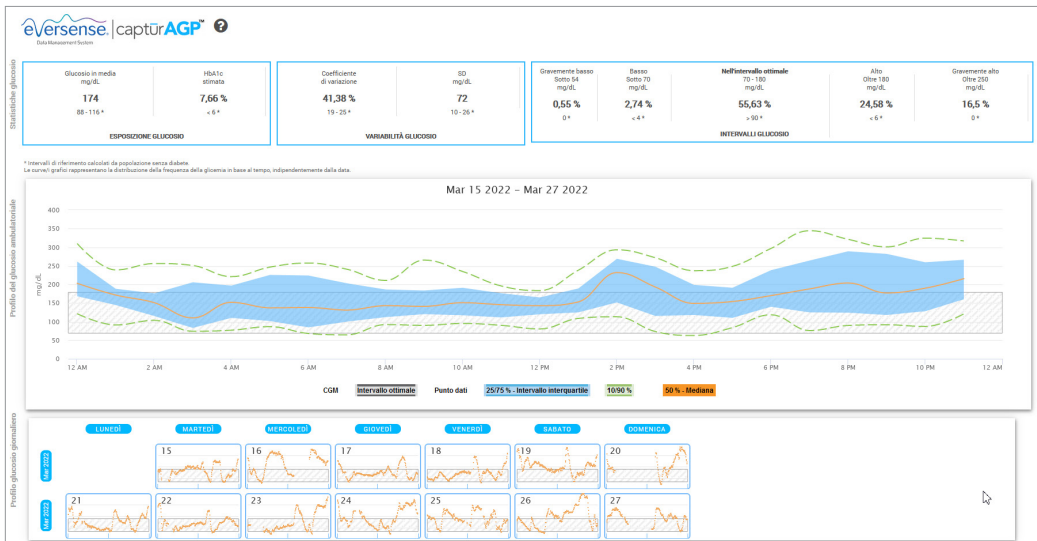 eversense. | captūrAGP™ ?
Data Management System
Statistiche glucosio
Glucosio in media
mg/dL
174
88 - 116 *
HbA1c
stimata
7,66 %
< 6 *
ESPOSIZIONE GLUCOSIO
Coefficiente
di variazione
41,38 %
19 - 25 *
SD
mg/dL
72
10 - 26 *
VARIABILITÀ GLUCOSIO
Gravemente basso
Sotto 54
mg/dL
0,55 %
0 *
Basso
Sotto 70
mg/dL
2,74 %
< 4 *
Nell'intervallo ottimale
70 - 180
mg/dL
55,63 %
> 90 *
Alto
Oltre 180
mg/dL
24,58 %
< 6 *
Gravemente alto
Oltre 250
mg/dL
16,5 %
0 *
INTERVALLI GLUCOSIO
* Intervalli di riferimento calcolati da popolazione senza diabete.
Le curve/i grafici rappresentano la distribuzione della frequenza della glicemia in base al tempo, indipendentemente dalla data.
Profilo del glucosio ambulatoriale
Mar 15 2022 – Mar 27 2022
mg/dL
400
350
300
250
200
150
100
50
0
12 AM 2 AM 4 AM 6 AM 8 AM 10 AM 12 PM 2 PM 4 PM 6 PM 8 PM 10 PM 12 AM
CGM Intervallo ottimale Punto dati 25/75 % - Intervallo interquartile 10/90 % 50 % - Mediana
Profilo glucosio giornaliero
LUNEDÌ MARTEDÌ MERCOLEDÌ GIOVEDÌ VENERDÌ SABATO DOMENICA
Mar 2022
15 16 17 18 19 20
Mar 2022
21 22 23 24 25 26 27